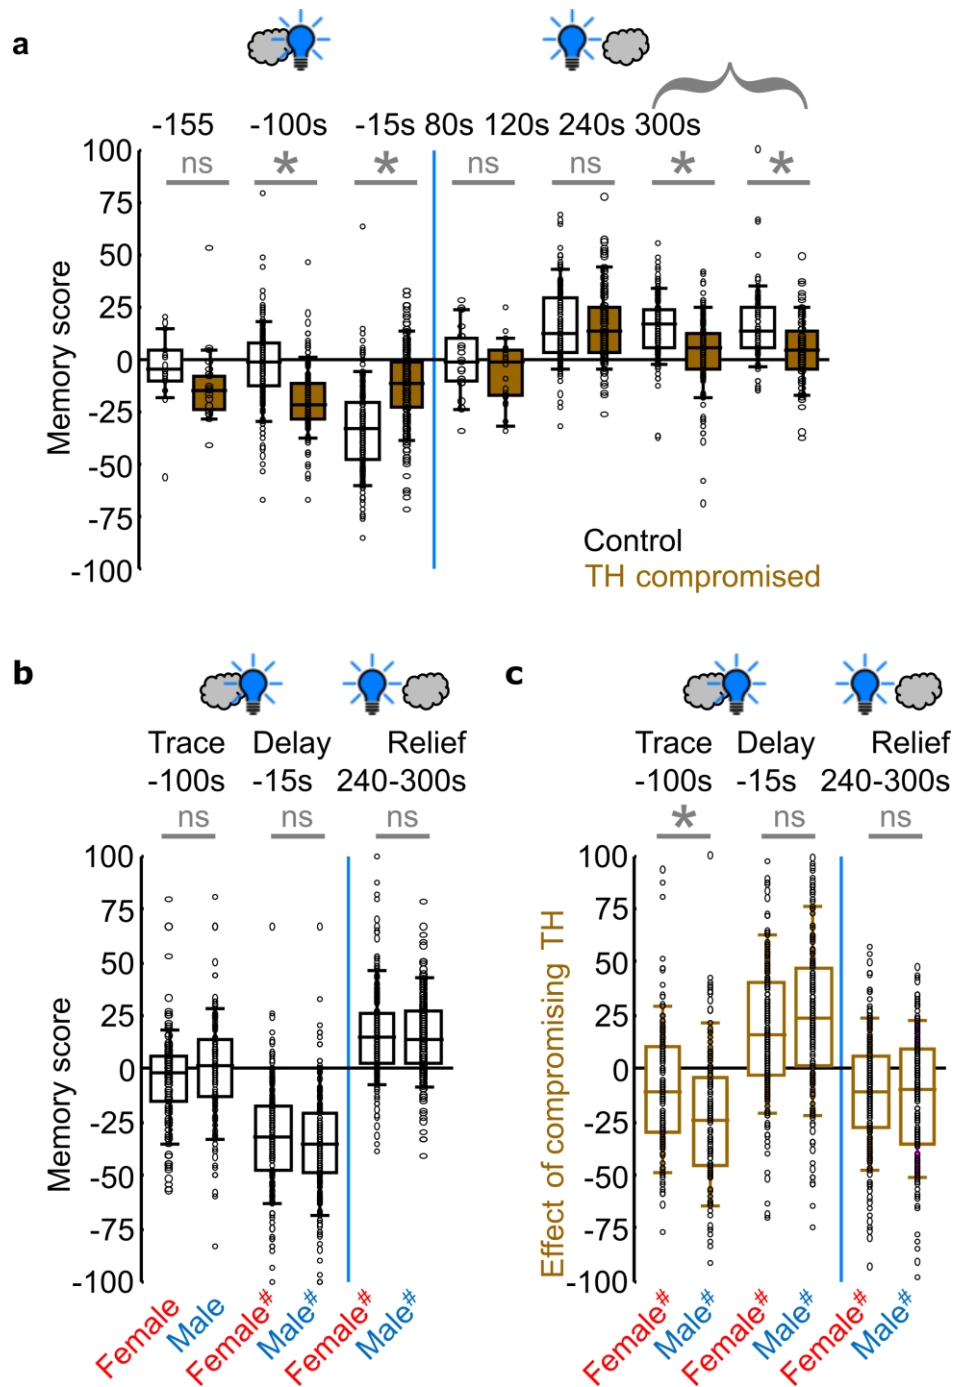 a
-155 -100s -15s 80s 120s 240s 300s
ns * * ns ns * *
100
75
50
25
0
-25
-50
-75
-100
Memory score
Control
TH compromised
b
Trace Delay Relief
-100s -15s 240-300s
ns ns ns
100
75
50
25
0
-25
-50
-75
-100
Memory score
Female Male Female# Male# Female# Male#
c
Trace Delay Relief
-100s -15s 240-300s
* ns ns
100
75
50
25
0
-25
-50
-75
-100
Effect of compromising TH
Female# Male# Female# Male# Female# Male#